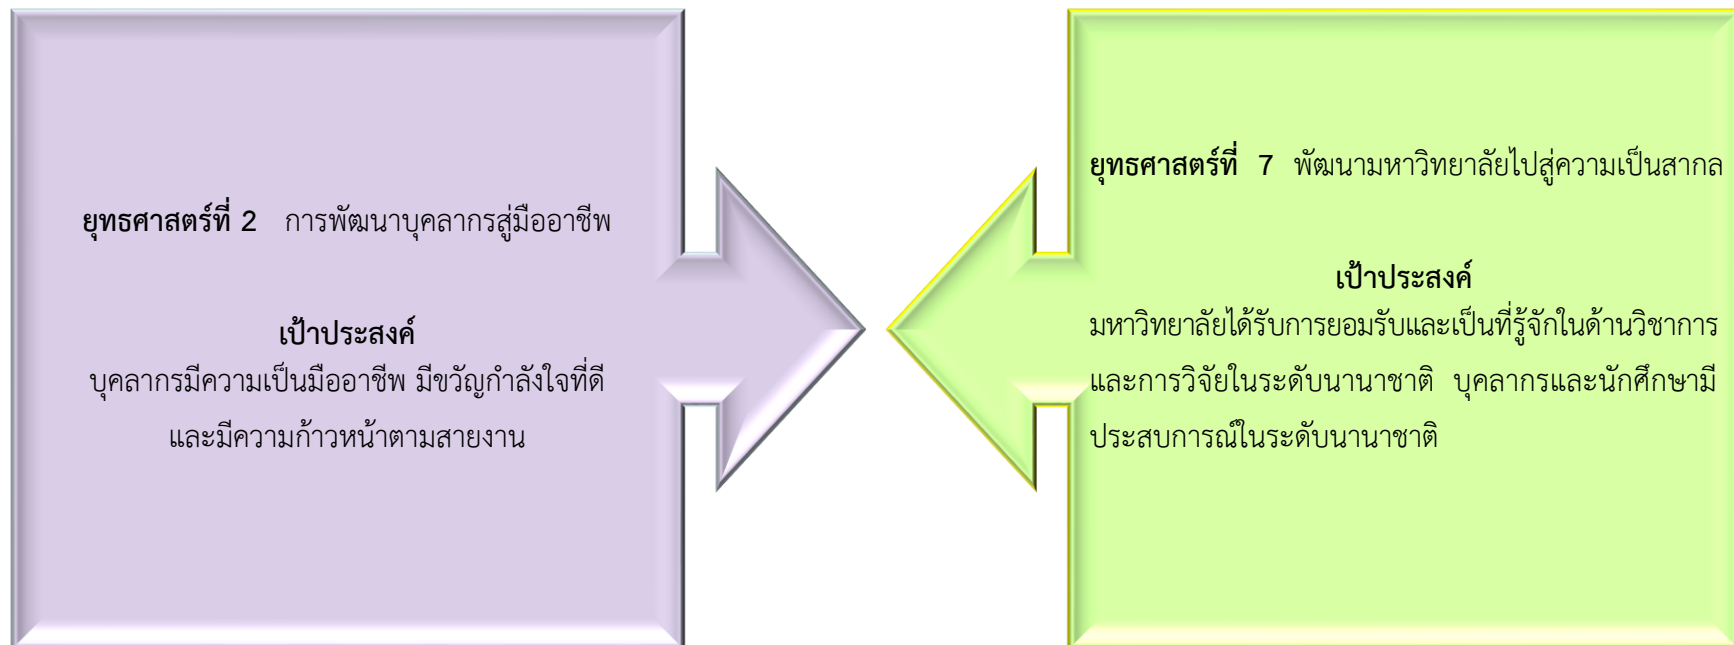 ยุทธศาสตร์ที่ 2 การพัฒนาบุคลากรสู่มืออาชีพ
เป้าประสงค์
บุคลากรมีความเป็นมืออาชีพ มีขวัญกำลังใจที่ดี
และมีความก้าวหน้าตามสายงาน
ยุทธศาสตร์ที่ 7 พัฒนามหาวิทยาลัยไปสู่ความเป็นสากล
เป้าประสงค์
มหาวิทยาลัยได้รับการยอมรับและเป็นที่รู้จักในด้านวิชาการ
และการวิจัยในระดับนานาชาติ บุคลากรและนักศึกษามี
ประสบการณ์ในระดับนานาชาติ